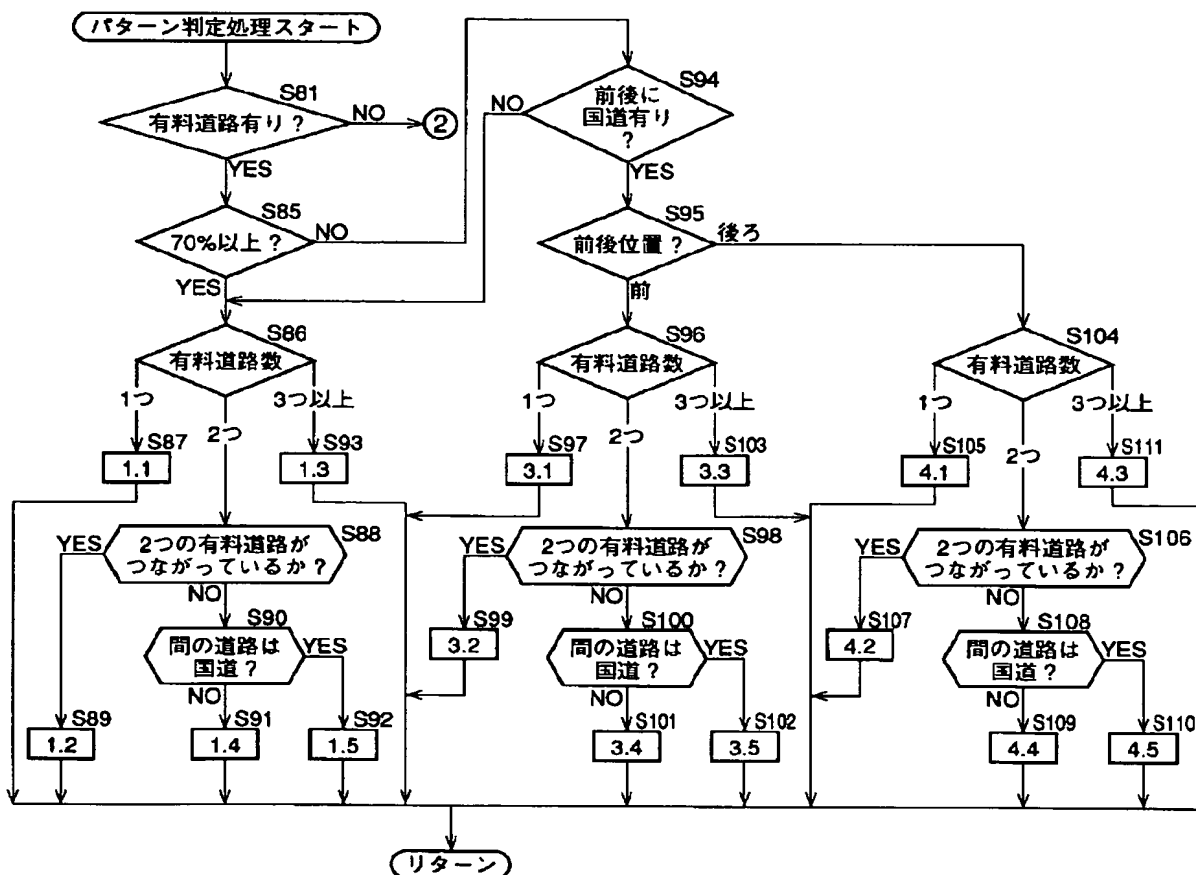 パターン判定処理スタート
S81
有料道路有り？
NO
②
YES
S85
70%以上？
NO
YES
S86
有料道路数
1つ
2つ
3つ以上
S87
1.1
S93
1.3
S88
2つの有料道路が
つながっているか？
YES
NO
S90
間の道路は
国道？
YES
NO
S89
1.2
S91
1.4
S92
1.5
S94
前後に
国道有り
？
NO
YES
S95
前後位置？
後ろ
前
S96
有料道路数
1つ
2つ
3つ以上
S97
3.1
S103
3.3
S98
2つの有料道路が
つながっているか？
YES
NO
S99
3.2
S100
間の道路は
国道？
YES
NO
S101
3.4
S102
3.5
S104
有料道路数
1つ
2つ
3つ以上
S105
4.1
S111
4.3
S106
2つの有料道路が
つながっているか？
YES
NO
S107
4.2
S108
間の道路は
国道？
YES
NO
S109
4.4
S110
4.5
リターン